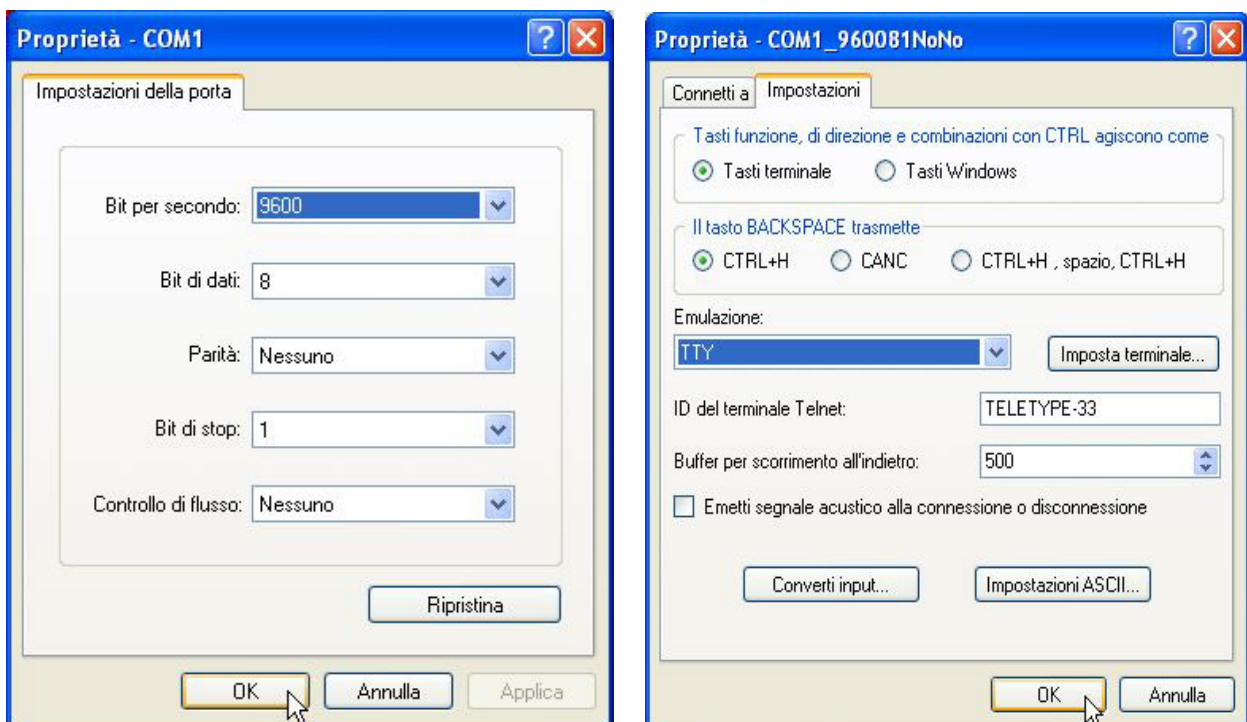 Proprietà - COM1
Impostazioni della porta
Bit per secondo: 9600
Bit di dati: 8
Parità: Nessuno
Bit di stop: 1
Controllo di flusso: Nessuno
Ripristina
OK Annulla Applica
Proprietà - COM1_960081NoNo
Connetti a Impostazioni
Tasti funzione, di direzione e combinazioni con CTRL agiscono come
Tasti terminale Tasti Windows
Il tasto BACKSPACE trasmette
CTRL+H CANC CTRL+H , spazio, CTRL+H
Emulazione:
TTY Imposta terminale...
ID del terminale Telnet: TELETYPE-33
Buffer per scorrimento all'indietro: 500
Emetti segnale acustico alla connessione o disconnessione
Converti input... Impostazioni ASCII...
OK Annulla